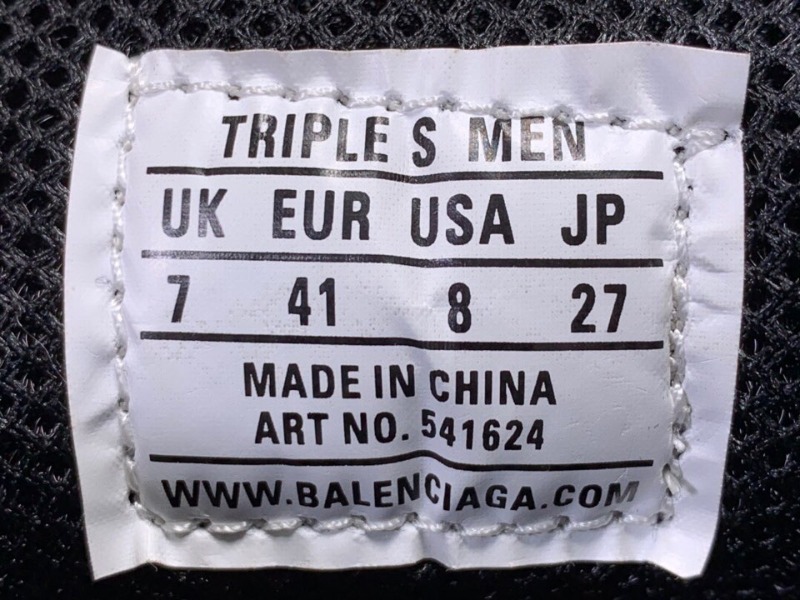 TRIPLE S MEN
UK EUR USA JP
7 41 8 27
MADE IN CHINA
ART NO. 541624
WWW.BALENCIAGA.COM